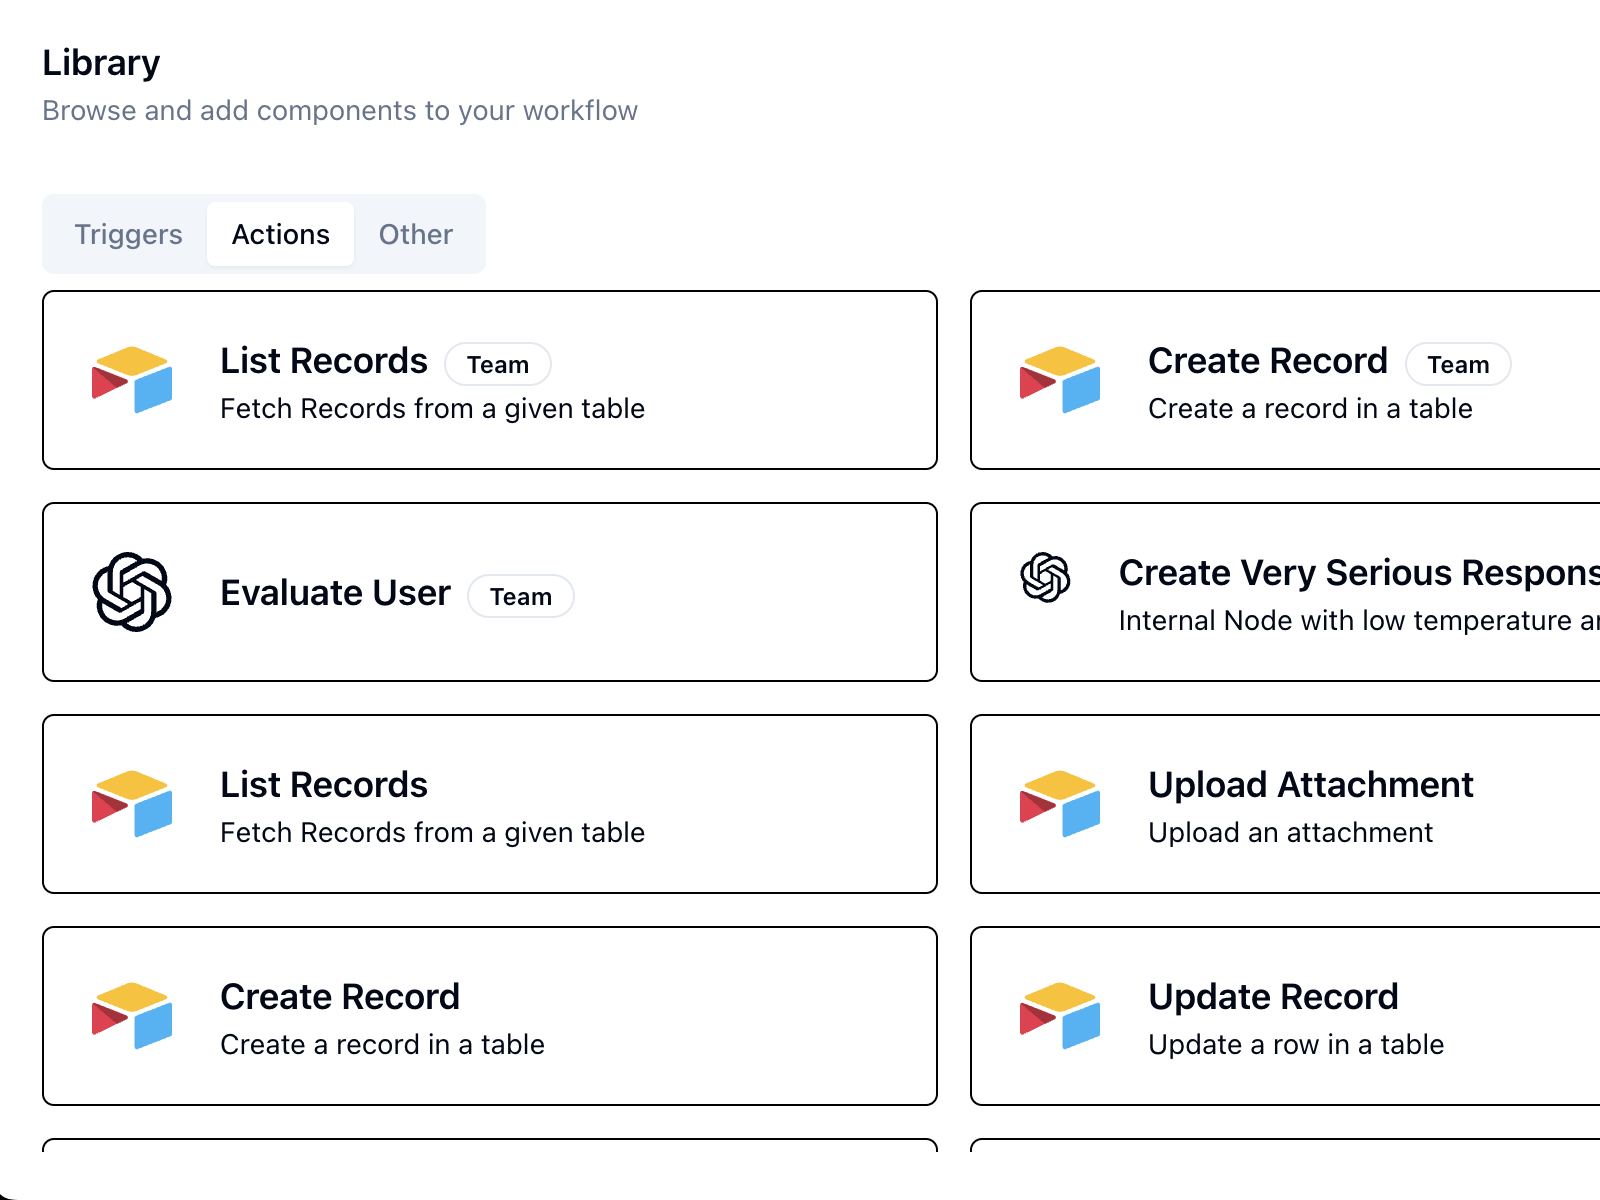 Library
Browse and add components to your workflow
Triggers Actions Other
List Records Team
Fetch Records from a given table
Create Record Team
Create a record in a table
Evaluate User Team
Create Very Serious Respons
Internal Node with low temperature
List Records
Fetch Records from a given table
Upload Attachment
Upload an attachment
Create Record
Create a record in a table
Update Record
Update a row in a table